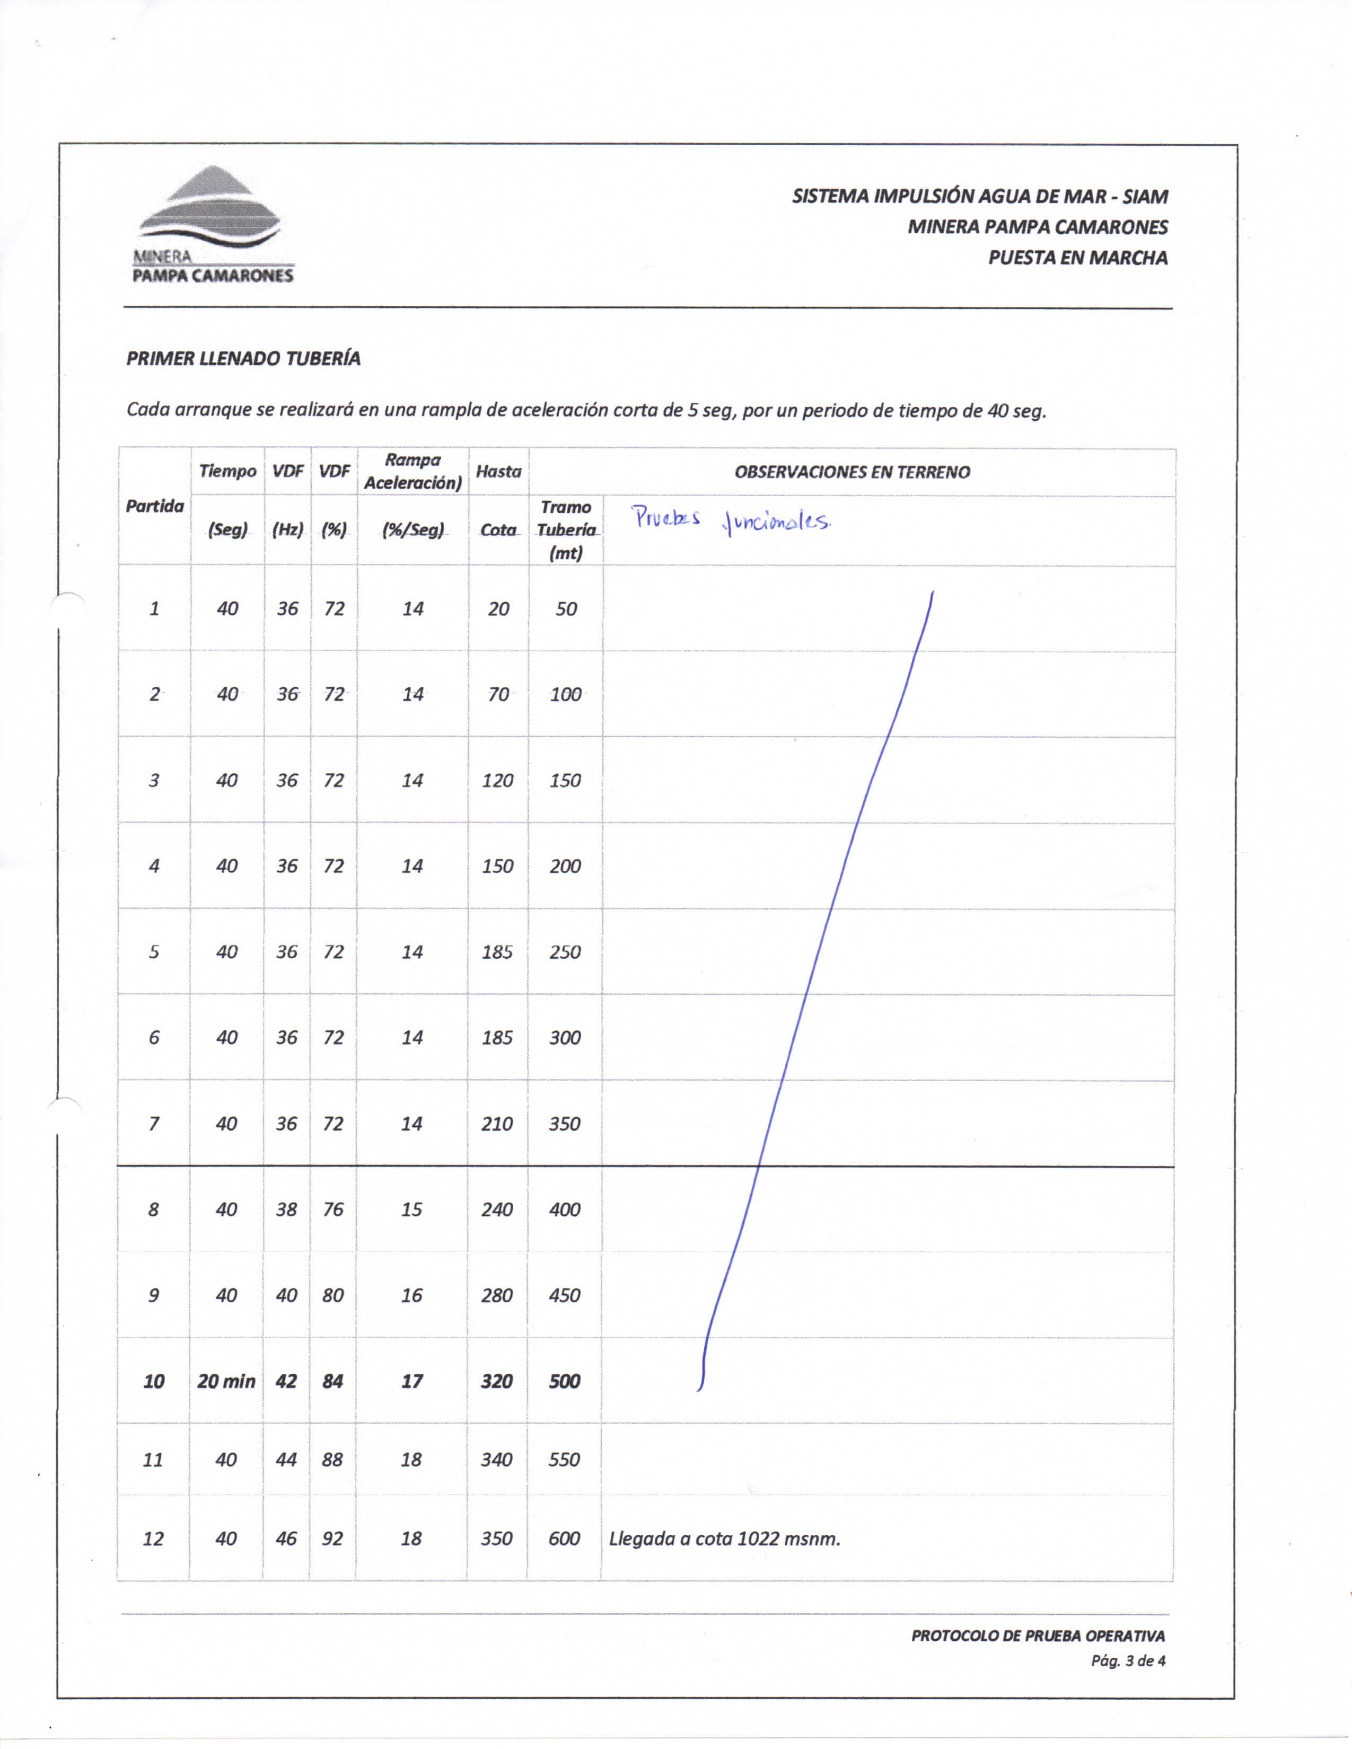 MINERA
PAMPA CAMARONES
SISTEMA IMPULSIÓN AGUA DE MAR - SIAM
MINERA PAMPA CAMARONES
PUESTA EN MARCHA
PRIMER LLENADO TUBERÍA
Cada arranque se realizará en una rampla de aceleración corta de 5 seg, por un periodo de tiempo de 40 seg.
Partida Tiempo VDF VDF Rampa Aceleración) Hasta OBSERVACIONES EN TERRENO
(Seg) (Hz) (%) (%/Seg) Cota Tramo Tubería (mt) Pruebas funcionales.
1 40 36 72 14 20 50
2 40 36 72 14 70 100
3 40 36 72 14 120 150
4 40 36 72 14 150 200
5 40 36 72 14 185 250
6 40 36 72 14 185 300
7 40 36 72 14 210 350
8 40 38 76 15 240 400
9 40 40 80 16 280 450
10 20 min 42 84 17 320 500
11 40 44 88 18 340 550
12 40 46 92 18 350 600 Llegada a cota 1022 msnm.
PROTOCOLO DE PRUEBA OPERATIVA
Pág. 3 de 4